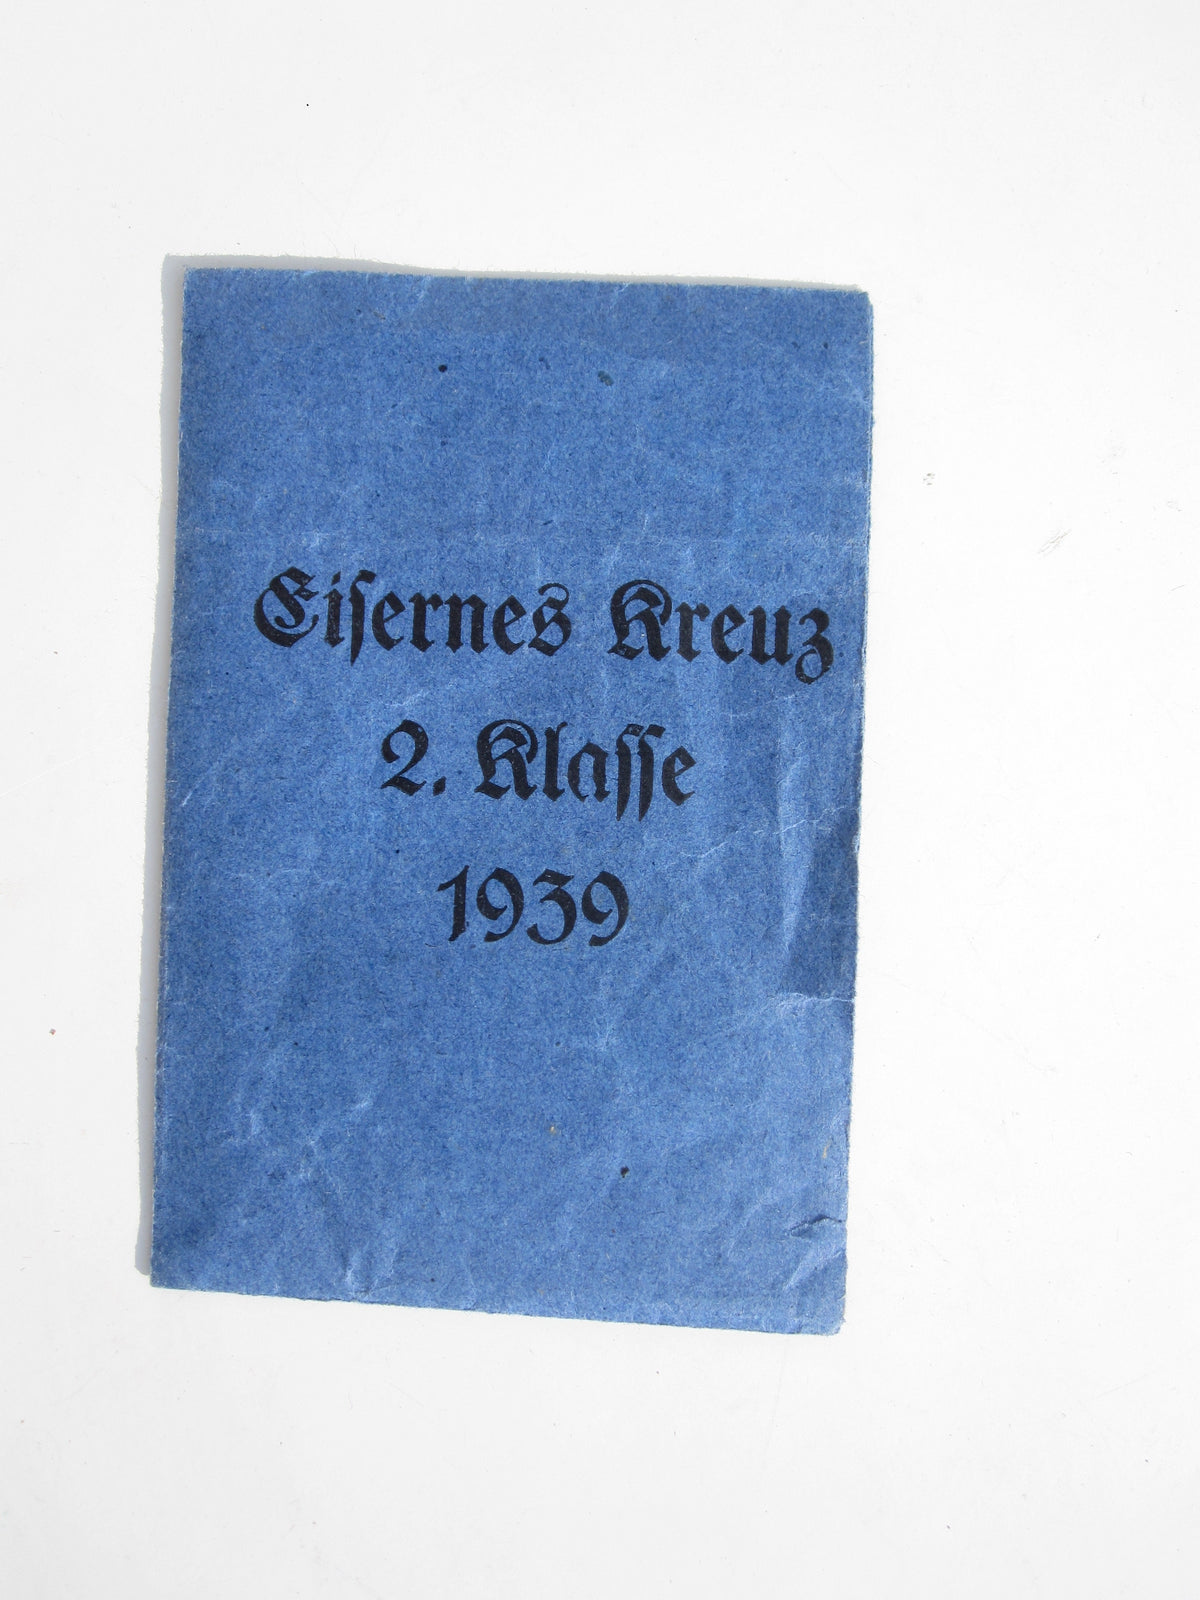 Eiſernes Kreuz
2. Klaſſe
1939